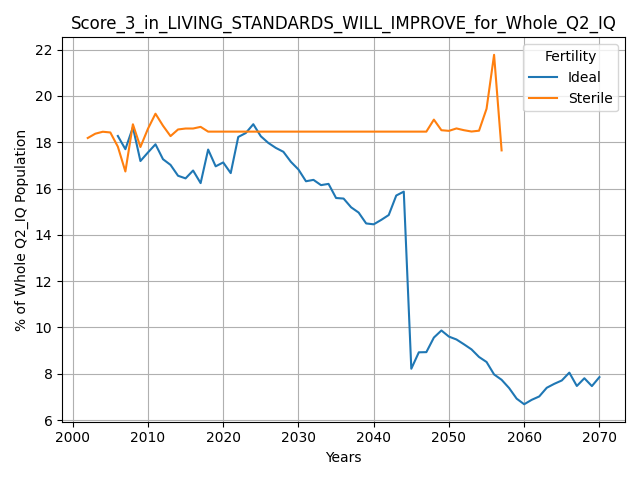 Score_3_in_LIVING_STANDARDS_WILL_IMPROVE_for_Whole_Q2_IQ
Fertility
Ideal
Sterile
% of Whole Q2_IQ Population
22
20
18
16
14
12
10
8
6
2000 2010 2020 2030 2040 2050 2060 2070
Years